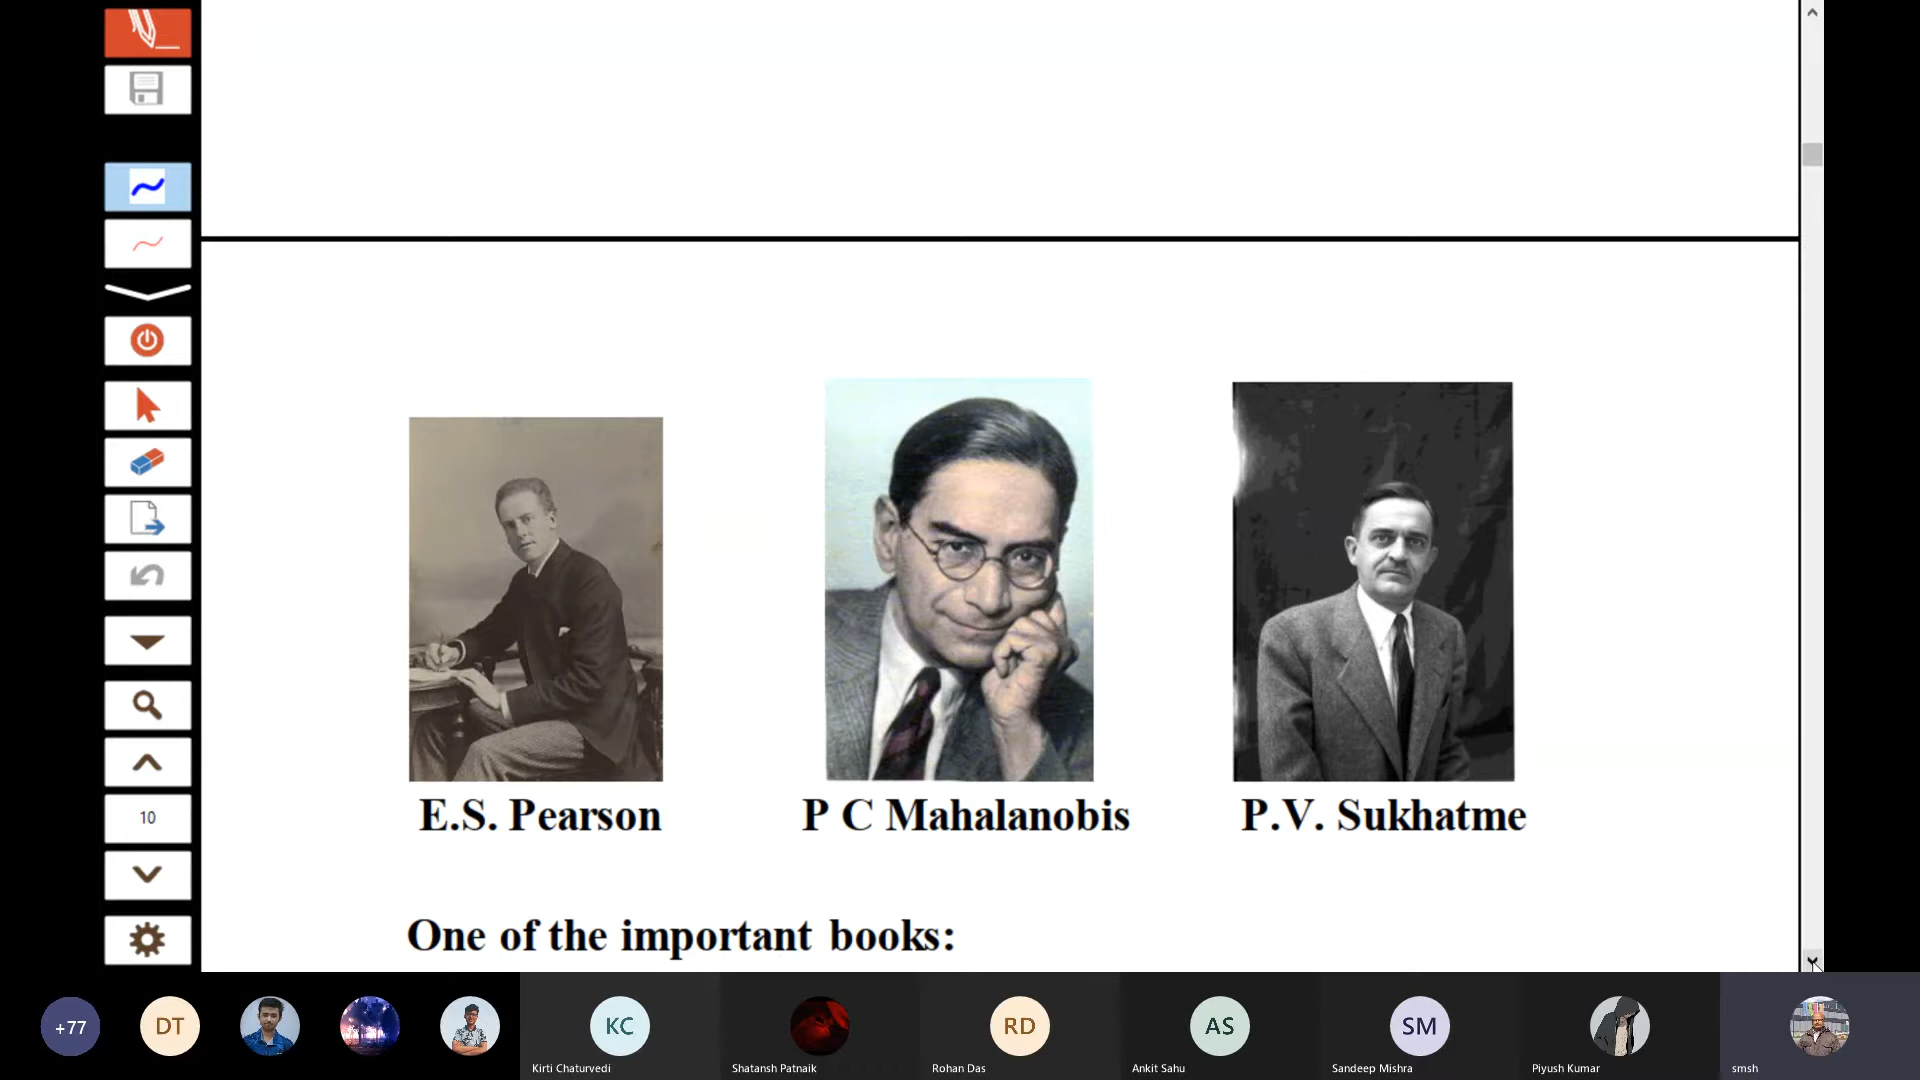 10
E.S. Pearson
P C Mahalanobis
P.V. Sukhatme
One of the important books:
+77
DT
KC
RD
AS
SM
Kirti Chaturvedi
Shatansh Patnaik
Rohan Das
Ankit Sahu
Sandeep Mishra
Piyush Kumar
smsh